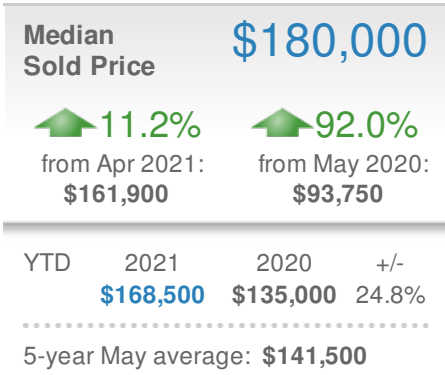 Median
Sold Price
$180,000
11.2%
from Apr 2021:
$161,900
92.0%
from May 2020:
$93,750
YTD 2021 2020 +/-
$168,500 $135,000 24.8%
5-year May average: $141,500